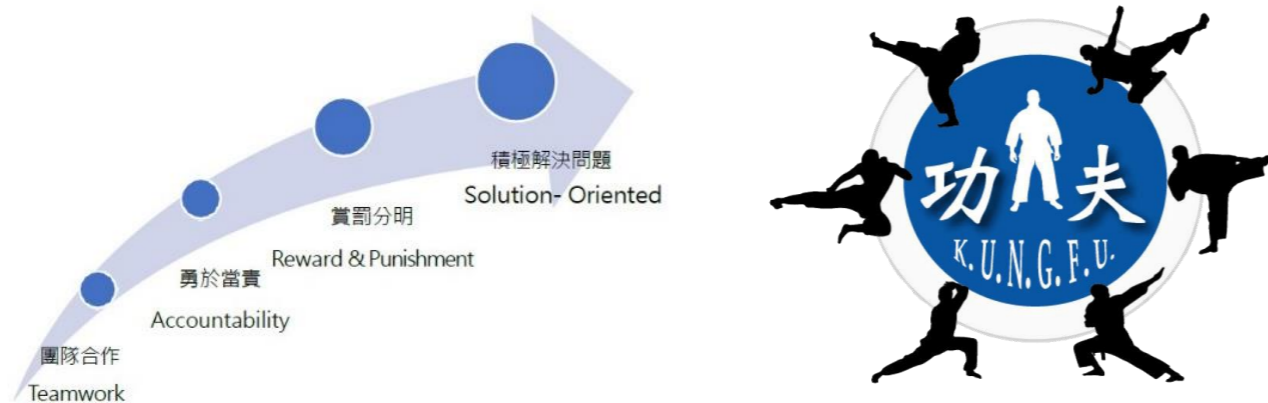 團隊合作
Teamwork
勇於當責
Accountability
賞罰分明
Reward & Punishment
積極解決問題
Solution- Oriented
功夫
K.U.N.G.F.U.